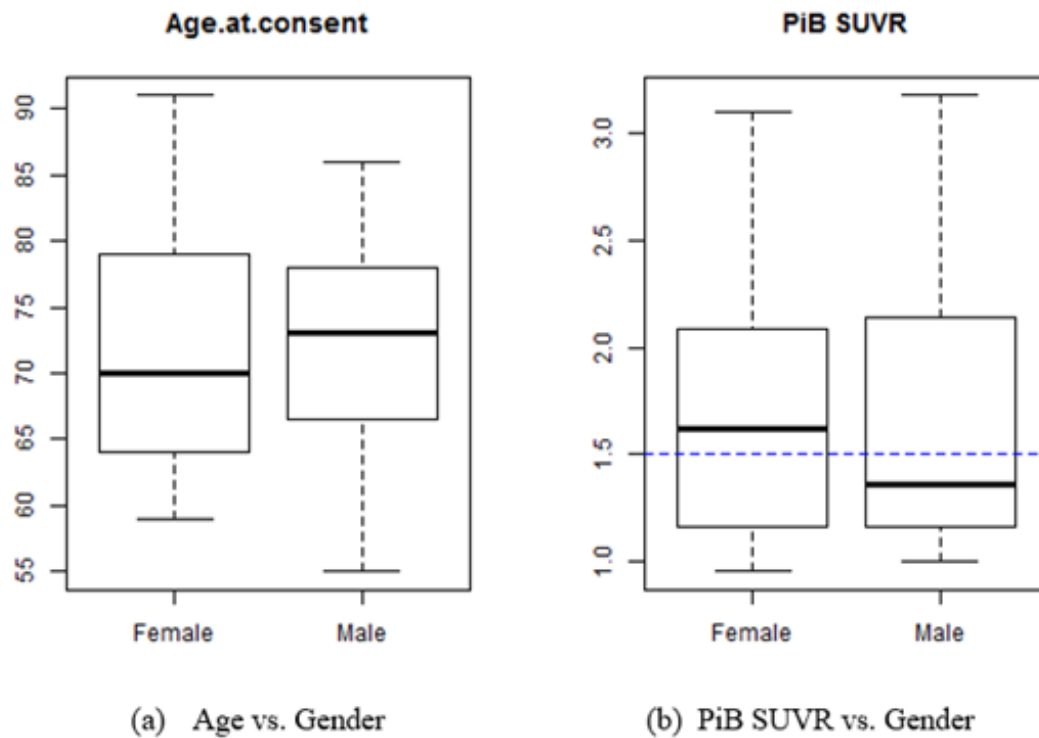 Age.at.consent
90
85
80
75
70
65
60
55
Female Male
(a) Age vs. Gender
PiB SUVR
3.0
2.5
2.0
1.5
1.0
Female Male
(b) PiB SUVR vs. Gender